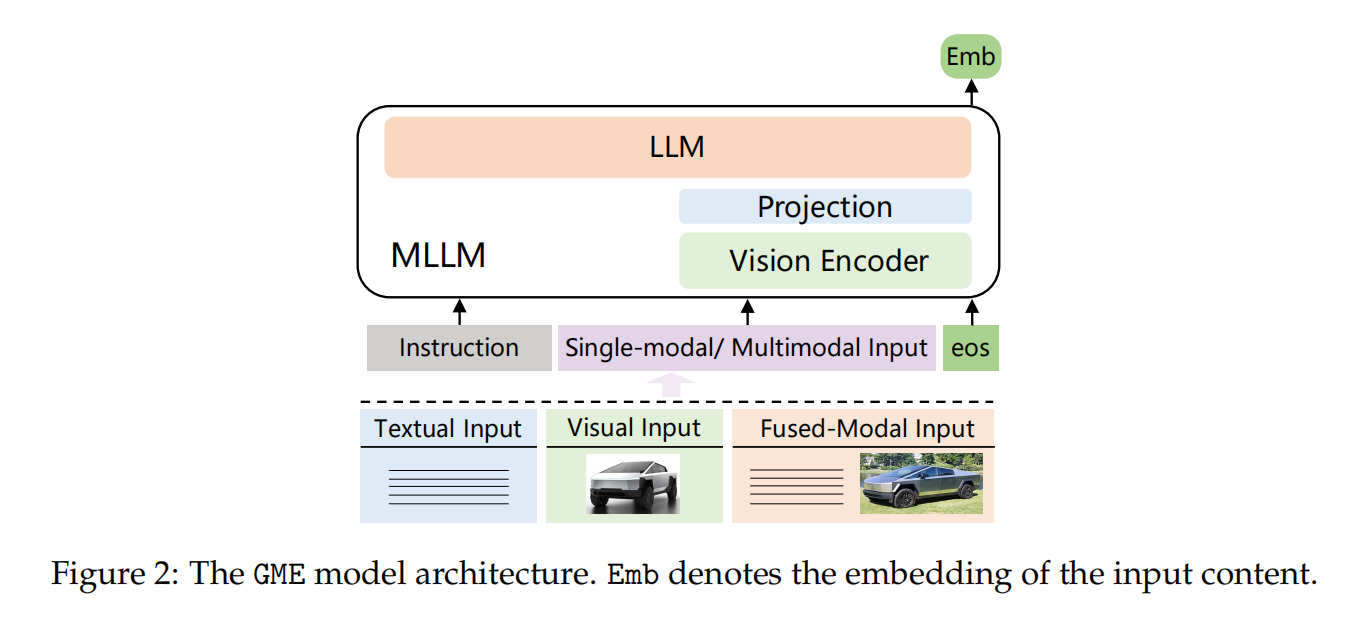 Emb
LLM
Projection
MLLM
Vision Encoder
Instruction
Single-modal/ Multimodal Input
eos
Textual Input
Visual Input
Fused-Modal Input
Figure 2: The GME model architecture. Emb denotes the embedding of the input content.